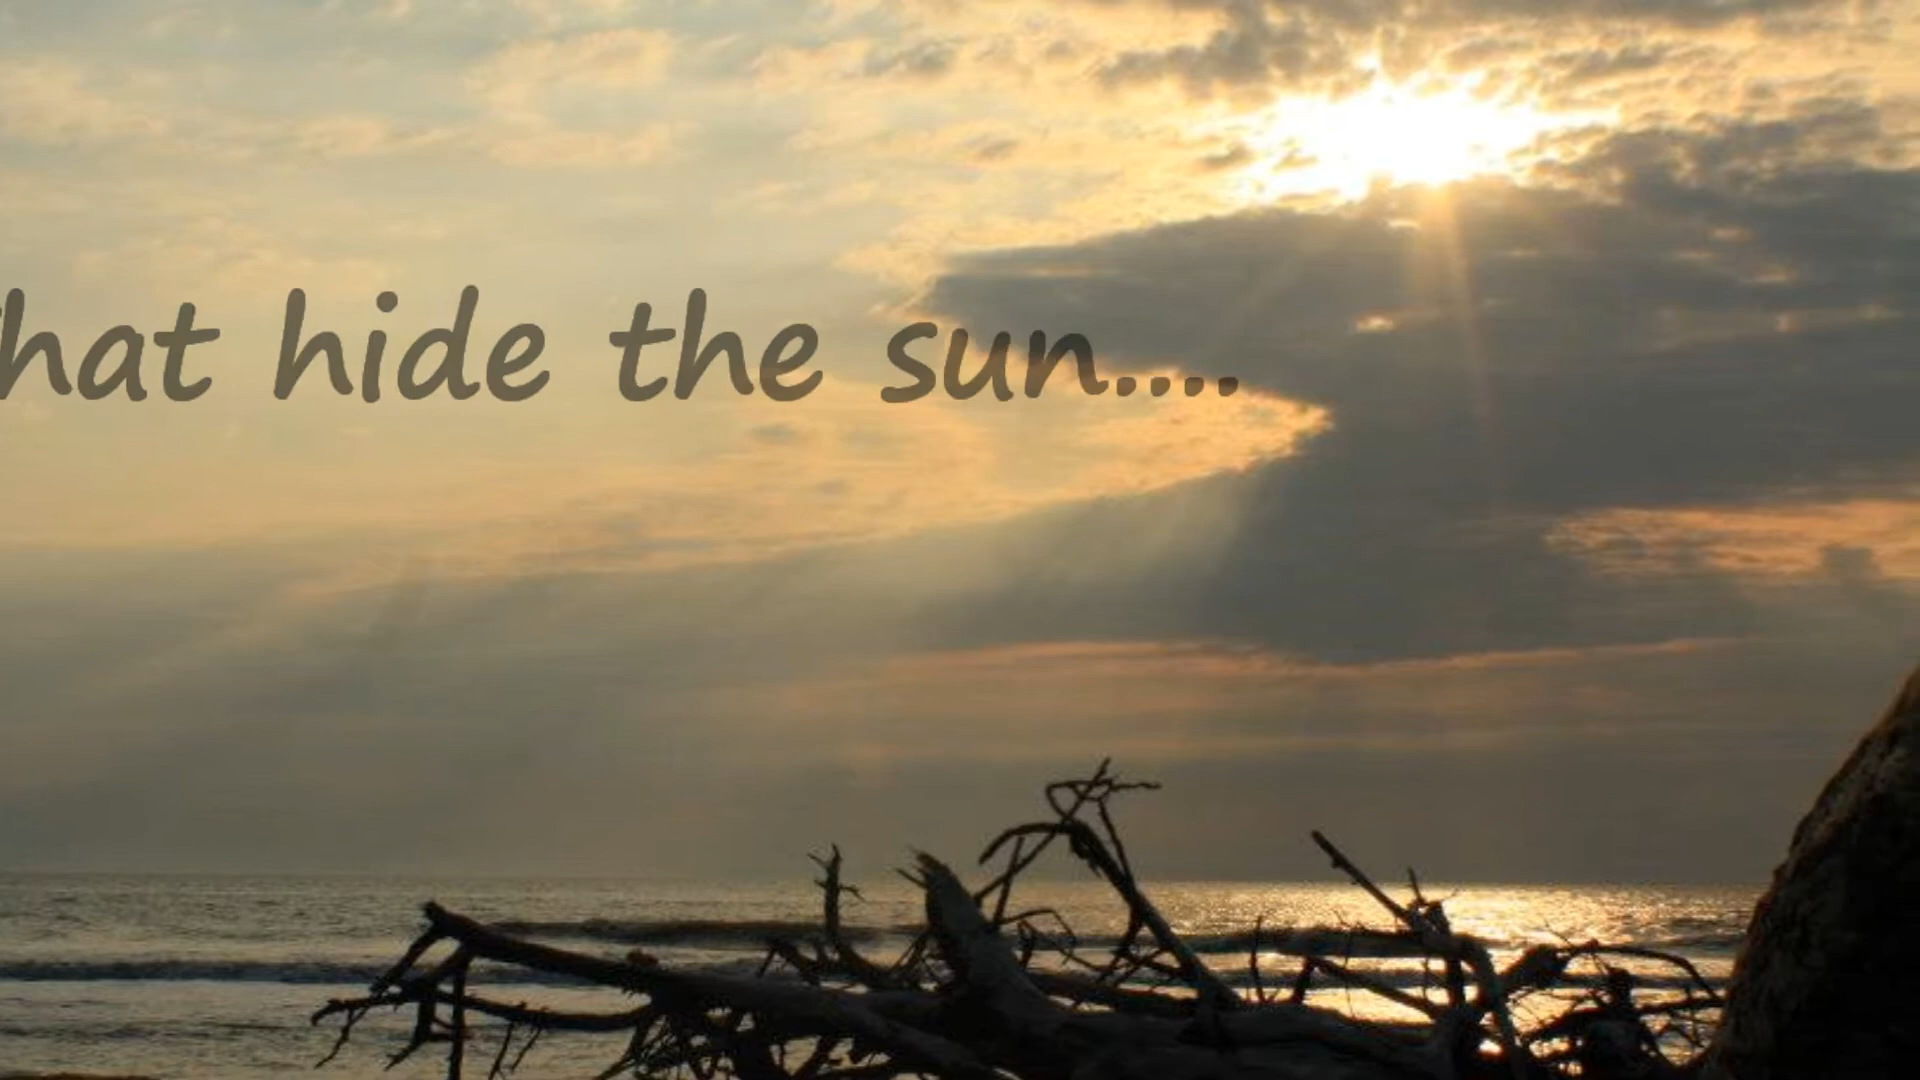 hat hide the sun....